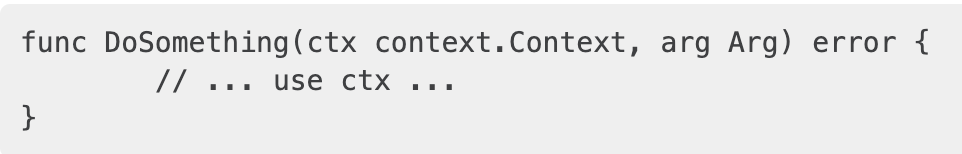 func DoSomething(ctx context.Context, arg Arg) error {
	// ... use ctx ...
}